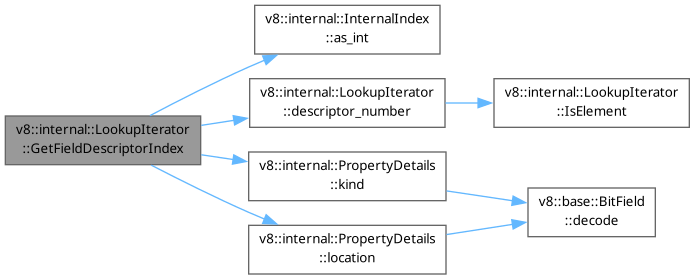 v8::internal::InternalIndex
::as_int
v8::internal::LookupIterator
::descriptor_number
v8::internal::LookupIterator
::IsElement
v8::internal::LookupIterator
::GetFieldDescriptorIndex
v8::internal::PropertyDetails
::kind
v8::base::BitField
::decode
v8::internal::PropertyDetails
::location